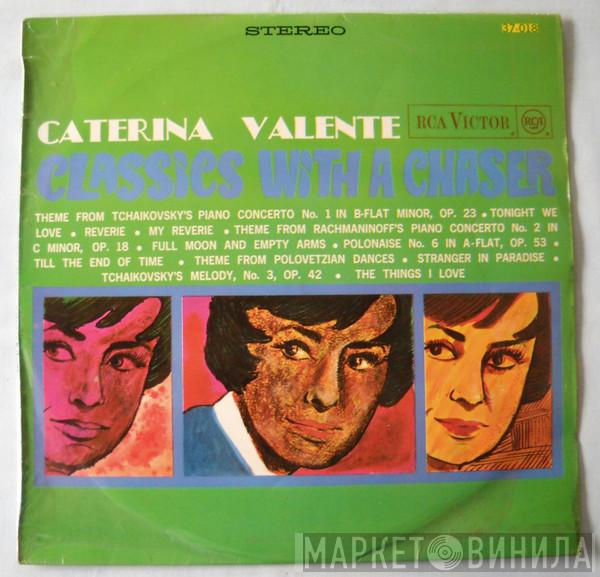 STEREO
37-018
CATERINA VALENTE
RCA VICTOR
RCA
CLASSICS WITH A CHASER
THEME FROM TCHAIKOVSKY'S PIANO CONCERTO No. 1 IN B-FLAT MINOR, OP. 23 • TONIGHT WE
LOVE • REVERIE • MY REVERIE • THEME FROM RACHMANINOFF'S PIANO CONCERTO No. 2 IN
C MINOR, OP. 18 • FULL MOON AND EMPTY ARMS • POLONAISE No. 6 IN A-FLAT, OP. 53 •
TILL THE END OF TIME • THEME FROM POLOVETZIAN DANCES • STRANGER IN PARADISE •
TCHAIKOVSKY'S MELODY, No. 3, OP. 42 • THE THINGS I LOVE
МАРКЕТ ВИНИЛА